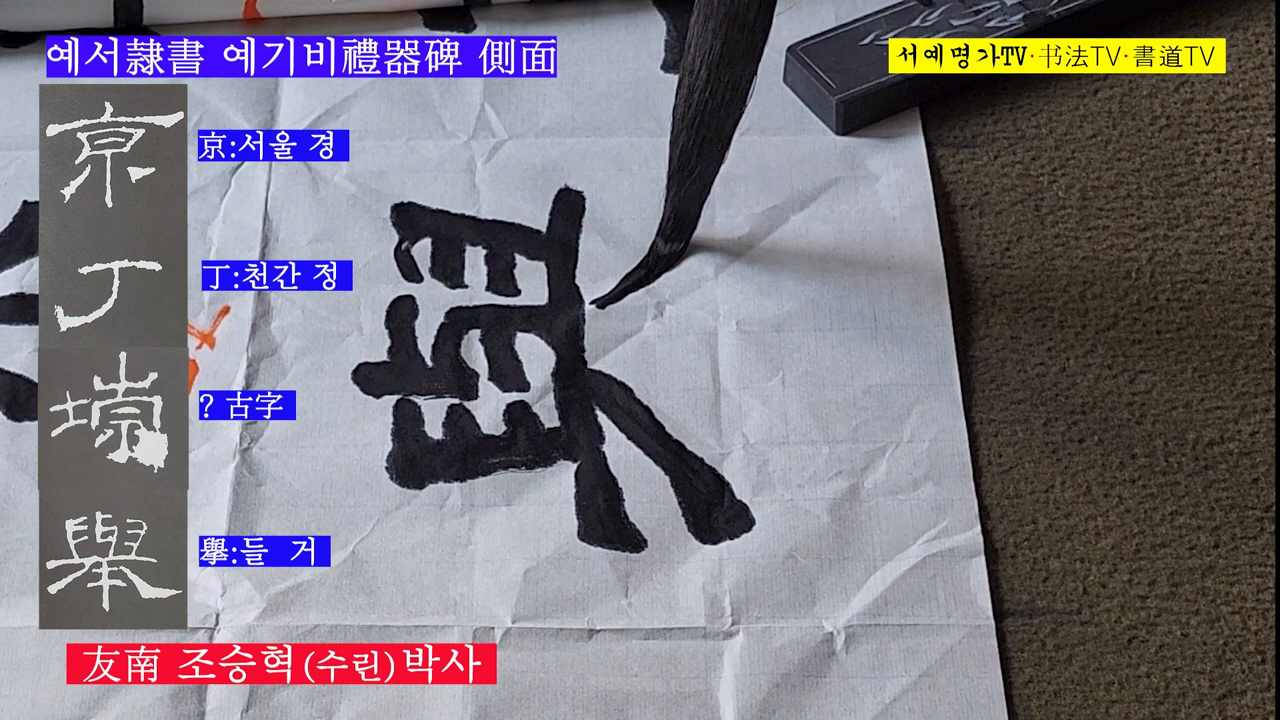 예서隷書 예기비禮器碑 側面
서예명가TV·书法TV·書道TV
京
京:서울 경
丁
丁:천간 정
? 古字
擧
擧:들 거
友南 조승혁(수린)박사